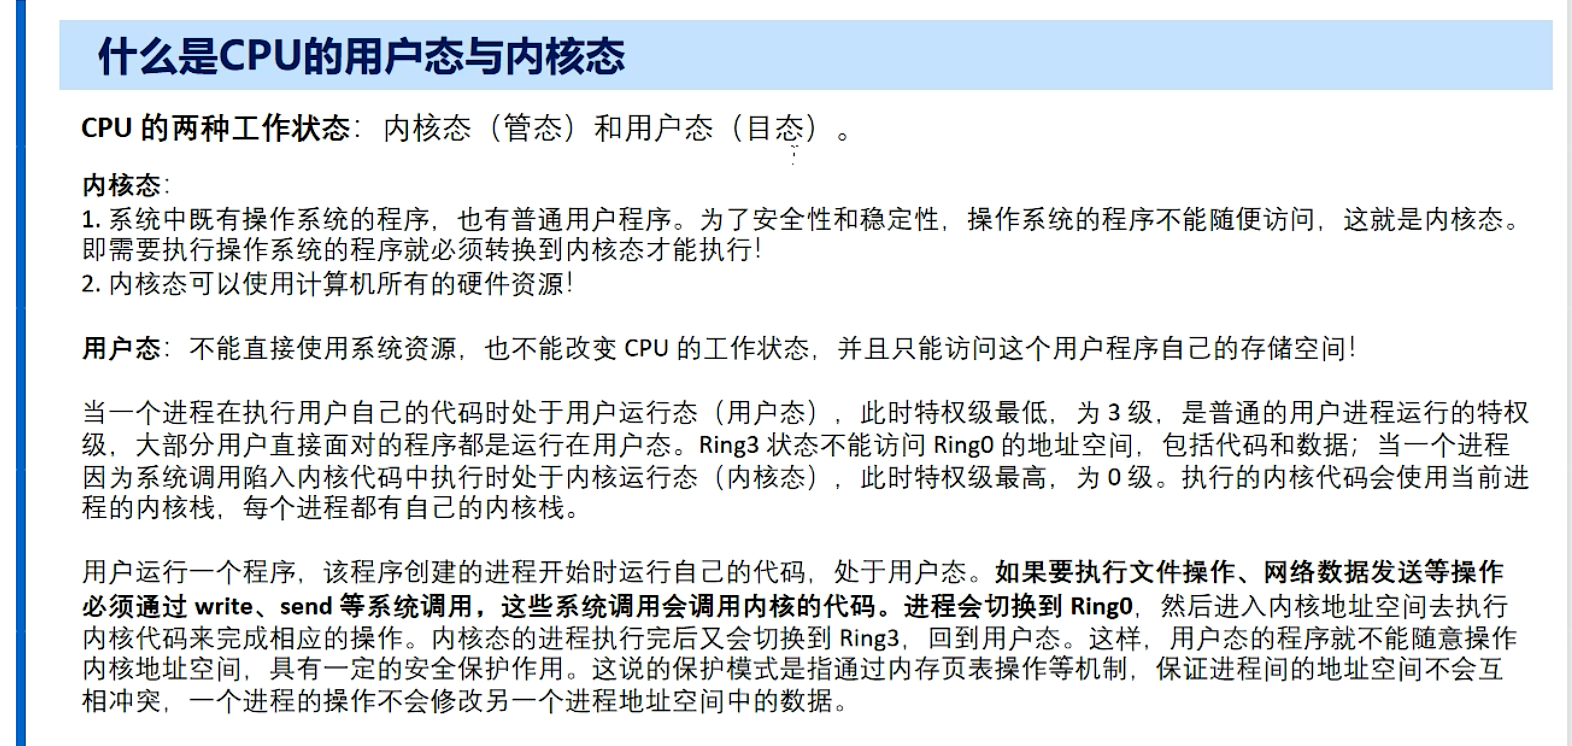 什么是CPU的用户态与内核态
CPU 的两种工作状态：内核态（管态）和用户态（目态）。
内核态：
1. 系统中既有操作系统的程序，也有普通用户程序。为了安全性和稳定性，操作系统的程序不能随便访问，这就是内核态。
即需要执行操作系统的程序就必须转换到内核态才能执行！
2. 内核态可以使用计算机所有的硬件资源！
用户态：不能直接使用系统资源，也不能改变 CPU 的工作状态，并且只能访问这个用户程序自己的存储空间！
当一个进程在执行用户自己的代码时处于用户运行态（用户态），此时特权级最低，为 3 级，是普通的用户进程运行的特权
级，大部分用户直接面对的程序都是运行在用户态。Ring3 状态不能访问 Ring0 的地址空间，包括代码和数据；当一个进程
因为系统调用陷入内核代码中执行时处于内核运行态（内核态），此时特权级最高，为 0 级。执行的内核代码会使用当前进
程的内核栈，每个进程都有自己的内核栈。
用户运行一个程序，该程序创建的进程开始时运行自己的代码，处于用户态。如果要执行文件操作、网络数据发送等操作
必须通过 write、send 等系统调用，这些系统调用会调用内核的代码。进程会切换到 Ring0，然后进入内核地址空间去执行
内核代码来完成相应的操作。内核态的进程执行完后又会切换到 Ring3，回到用户态。这样，用户态的程序就不能随意操作
内核地址空间，具有一定的安全保护作用。这说的保护模式是指通过内存页表操作等机制，保证进程间的地址空间不会互
相冲突，一个进程的操作不会修改另一个进程地址空间中的数据。